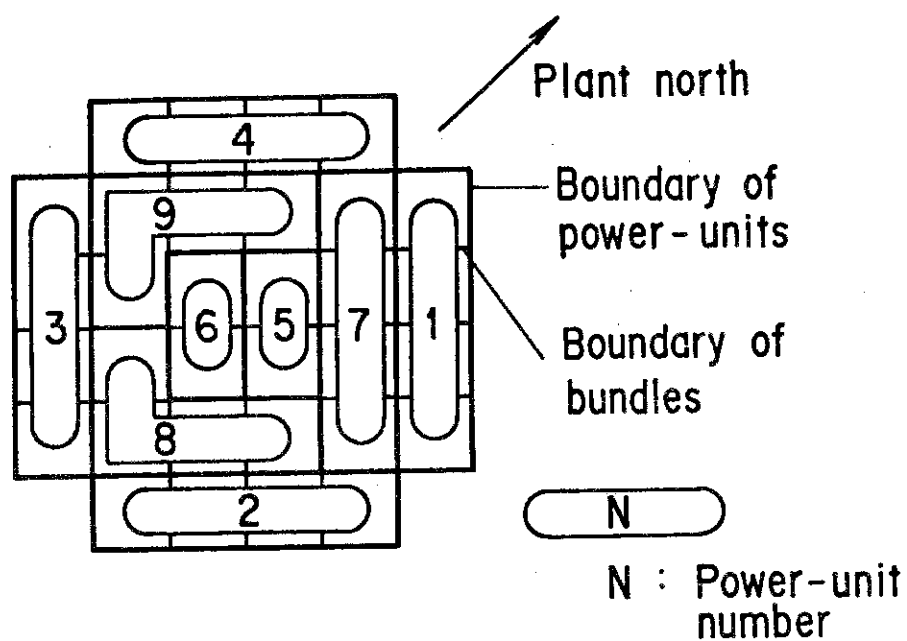 Plant north
4
Boundary of
power-units
9
3
6
5
7
1
Boundary of
bundles
8
2
N
N : Power-unit
number